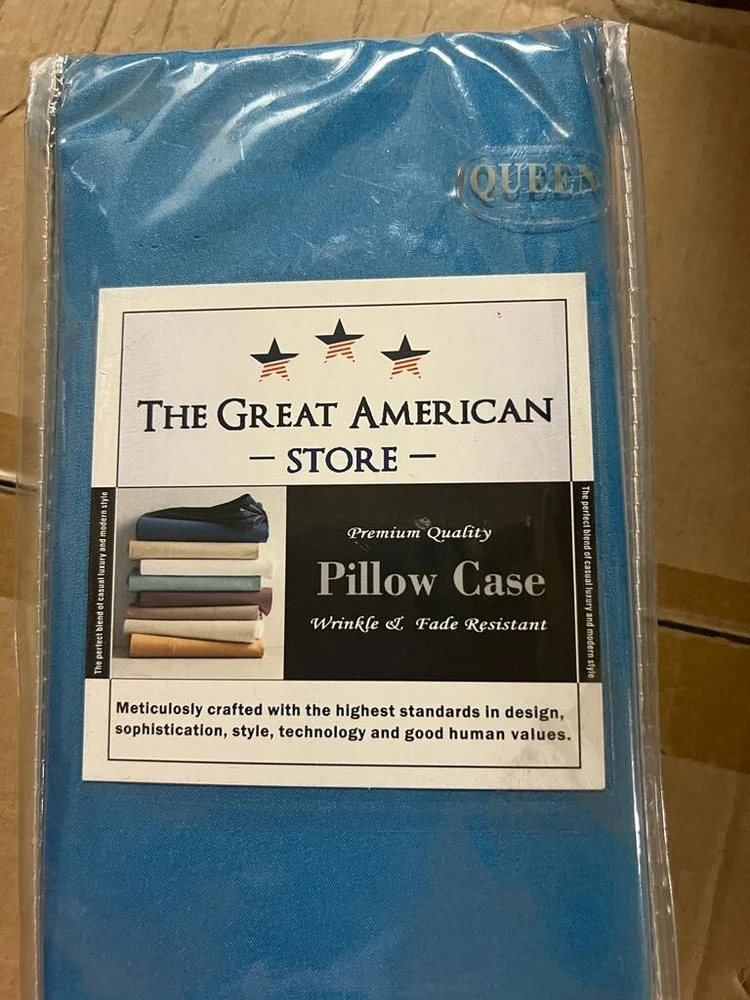 QUEEN
THE GREAT AMERICAN
— STORE —
The perfect blend of casual luxury and modern style
Premium Quality
Pillow Case
Wrinkle & Fade Resistant
The perfect blend of casual luxury and modern style
Meticulously crafted with the highest standards in design,
sophistication, style, technology and good human values.